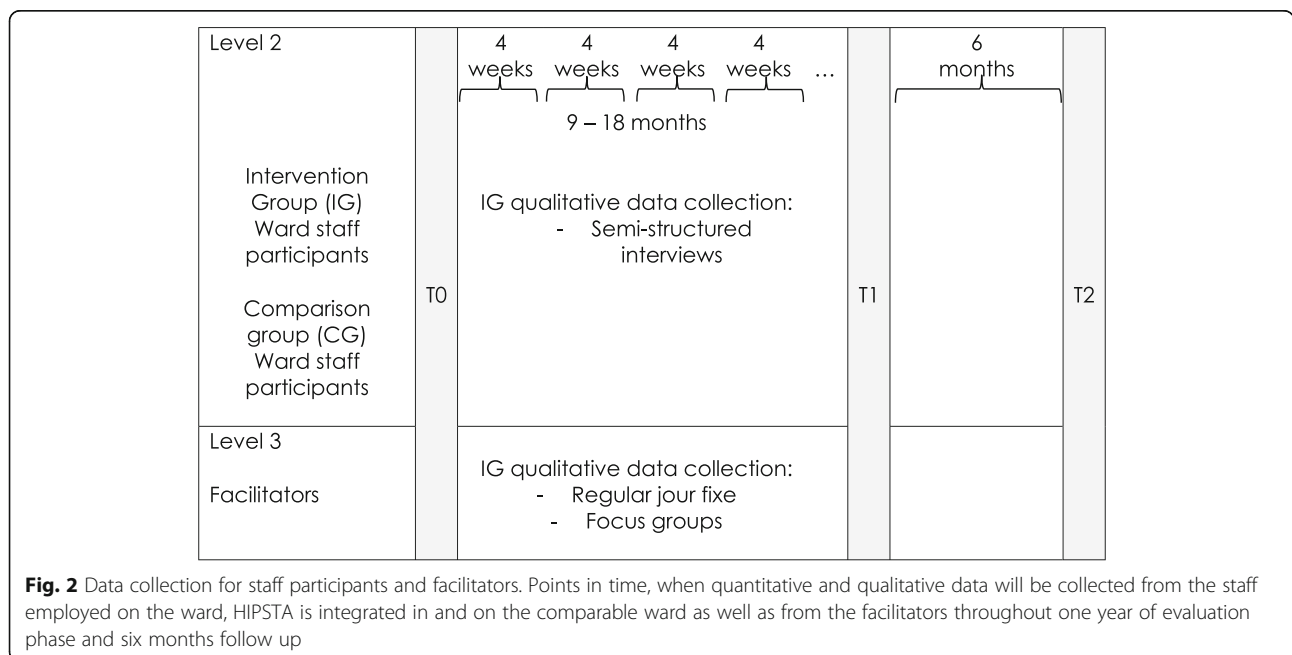 Level 2
4 weeks
4 weeks
4 weeks
4 weeks
...
6 months
9 – 18 months
Intervention
Group (IG)
Ward staff
participants
Comparison
group (CG)
Ward staff
participants
T0
IG qualitative data collection:
- Semi-structured
interviews
T1
T2
Level 3
Facilitators
IG qualitative data collection:
- Regular jour fixe
- Focus groups
Fig. 2 Data collection for staff participants and facilitators. Points in time, when quantitative and qualitative data will be collected from the staff
employed on the ward, HIPSTA is integrated in and on the comparable ward as well as from the facilitators throughout one year of evaluation
phase and six months follow up